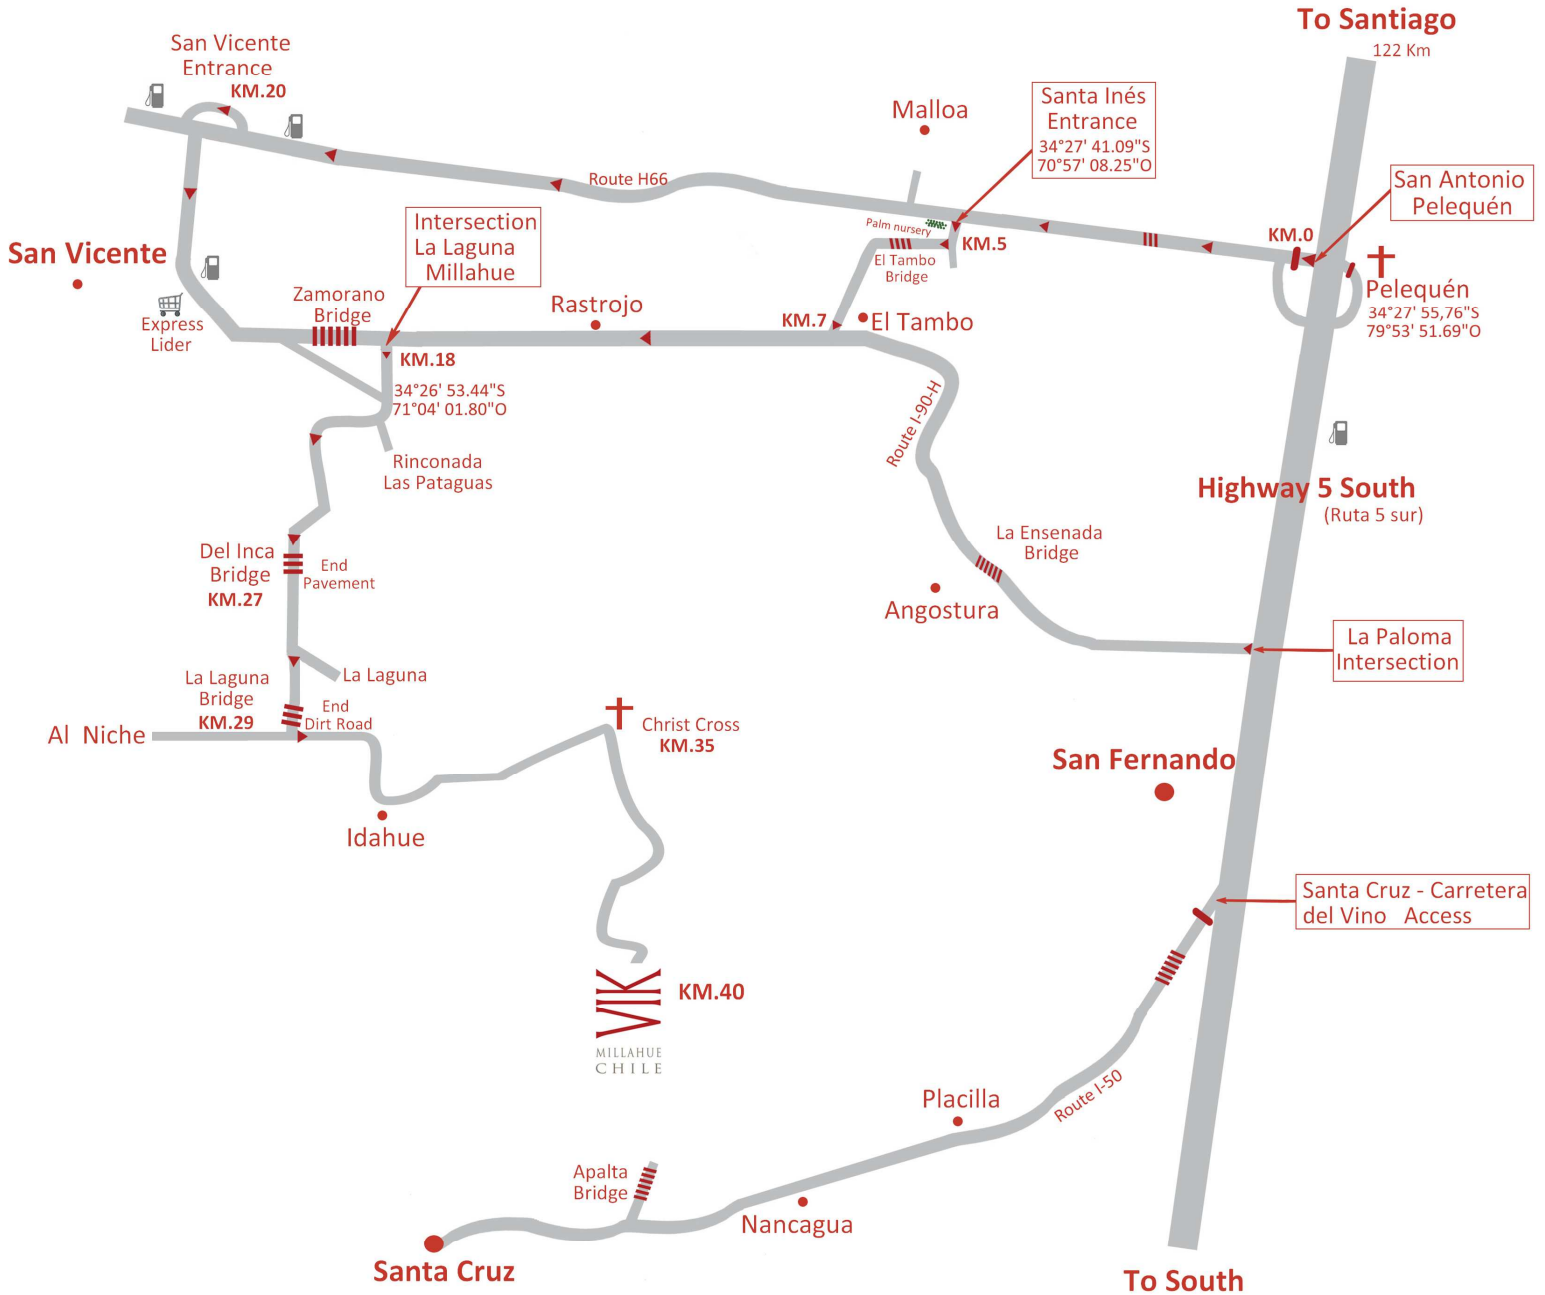 To Santiago
122 Km
San Vicente
Entrance
KM.20
Malloa
Santa Inés
Entrance
34°27' 41.09"S
70°57' 08.25"O
San Antonio
Pelequén
Route H66
Palm nursery
KM.5
El Tambo
Bridge
KM.0
Pelequén
34°27' 55,76"S
79°53' 51.69"O
Intersection
La Laguna
Millahue
San Vicente
Zamorano
Bridge
Express
Lider
Rastrojo
KM.7
El Tambo
KM.18
34°26' 53.44"S
71°04' 01.80"O
Route I-90-H
Rinconada
Las Pataguas
Highway 5 South
(Ruta 5 sur)
La Ensenada
Bridge
Del Inca
Bridge
KM.27
End
Pavement
Angostura
La Paloma
Intersection
La Laguna
La Laguna
Bridge
KM.29
End
Dirt Road
Al Niche
Christ Cross
KM.35
San Fernando
Idahue
Santa Cruz - Carretera
del Vino Access
VIK
KM.40
MILLAHUE
CHILE
Route I-50
Placilla
Apalta
Bridge
Nancagua
Santa Cruz
To South